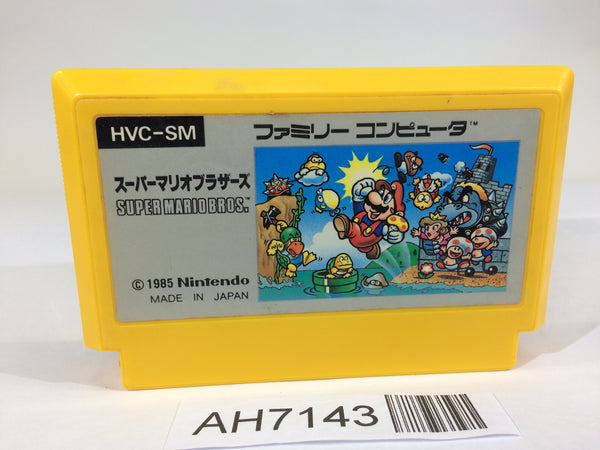 HVC-SM
ファミリー コンピュータ™
スーパーマリオブラザーズ
SUPER MARIO BROS.™
© 1985 Nintendo
MADE IN JAPAN
AH7143